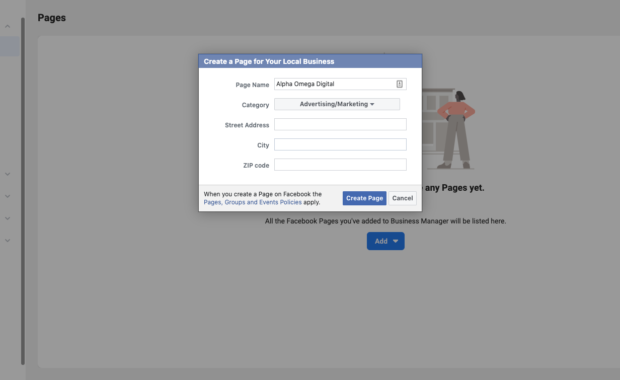 Pages
Create a Page for Your Local Business
Page Name Alpha Omega Digital
Category Advertising/Marketing
Street Address
City
ZIP code
When you create a Page on Facebook the
Pages, Groups and Events Policies apply.
Create Page Cancel
any Pages yet.
All the Facebook Pages you've added to Business Manager will be listed here.
Add